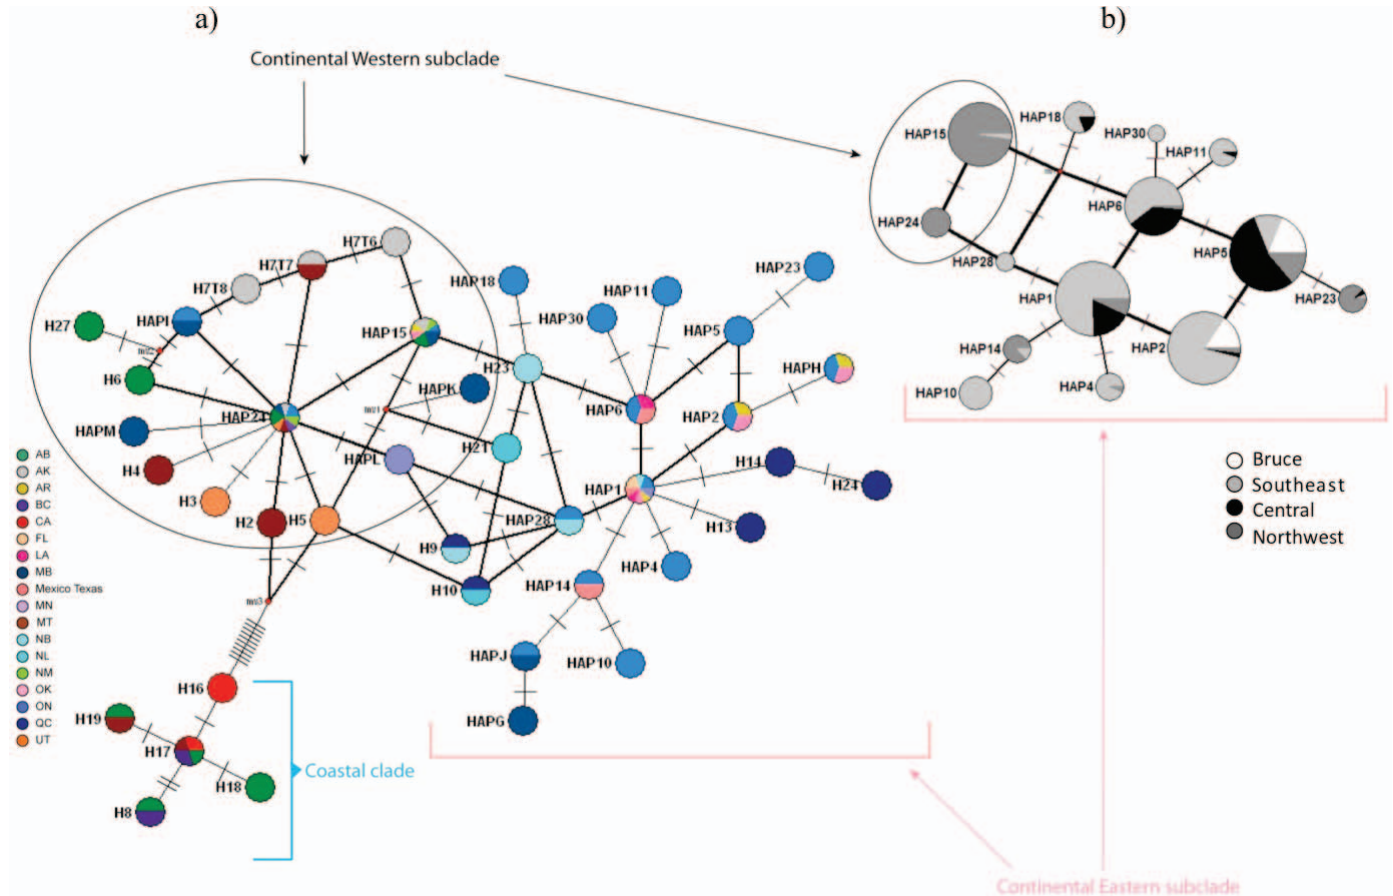 a)
b)
Continental Western subclade
H7T6
H7T7
H7T8
HAPI
H27
mv2
H6
HAP15
HAP24
HAPK
mv1
HAPM
H4
H3
HAPL
H2
H5
mv3
HAP18
H23
H21
HAP28
H9
H10
HAP23
HAP11
HAP30
HAP5
HAPH
HAP6
HAP2
H14
H24
HAP1
H13
HAP4
HAP14
HAPJ
HAP10
HAPG
H16
H19
H17
H18
H8
Coastal clade
AB
AK
AR
BC
CA
FL
LA
MB
Mexico Texas
MN
MT
NB
NL
NM
OK
ON
QC
UT
HAP15
HAP18
HAP30
HAP11
HAP6
HAP24
HAP28
HAP5
HAP1
HAP23
HAP14
HAP2
HAP10
HAP4
Bruce
Southeast
Central
Northwest
Continental Eastern subclade